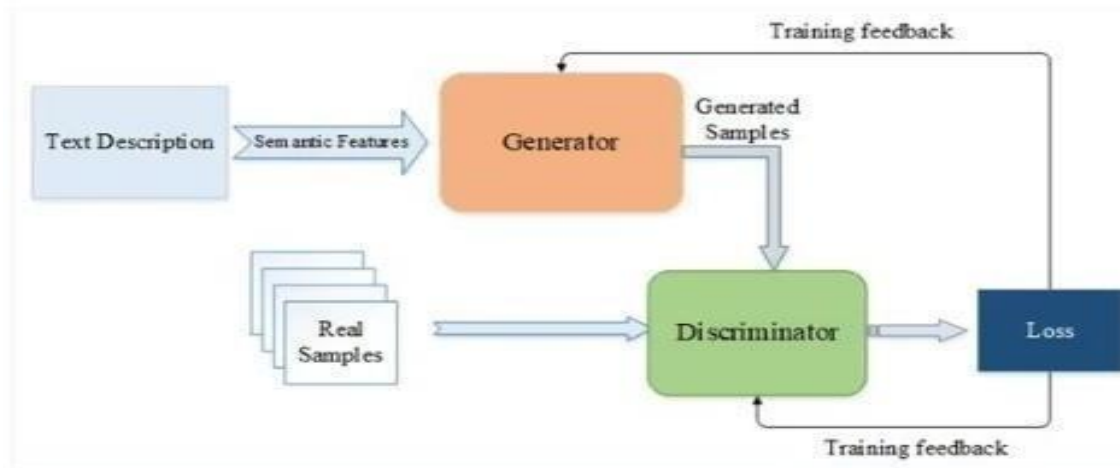 Training feedback
Text Description
Semantic Features
Generator
Generated
Samples
Real
Samples
Discriminator
Loss
Training feedback